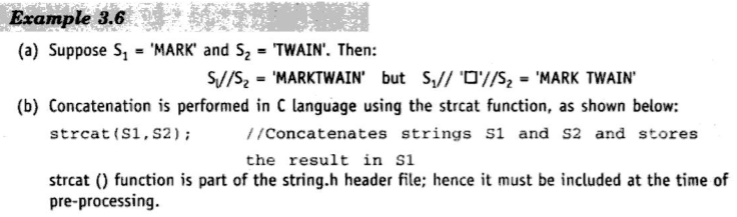 Example 3.6
(a) Suppose S₁ = 'MARK' and S₂ = 'TWAIN'. Then:
S₁//S₂ = 'MARKTWAIN' but S₁// '□'//S₂ = 'MARK TWAIN'
(b) Concatenation is performed in C language using the strcat function, as shown below:
strcat(S1,S2); //Concatenates strings S1 and S2 and stores
the result in S1
strcat () function is part of the string.h header file; hence it must be included at the time of
pre-processing.